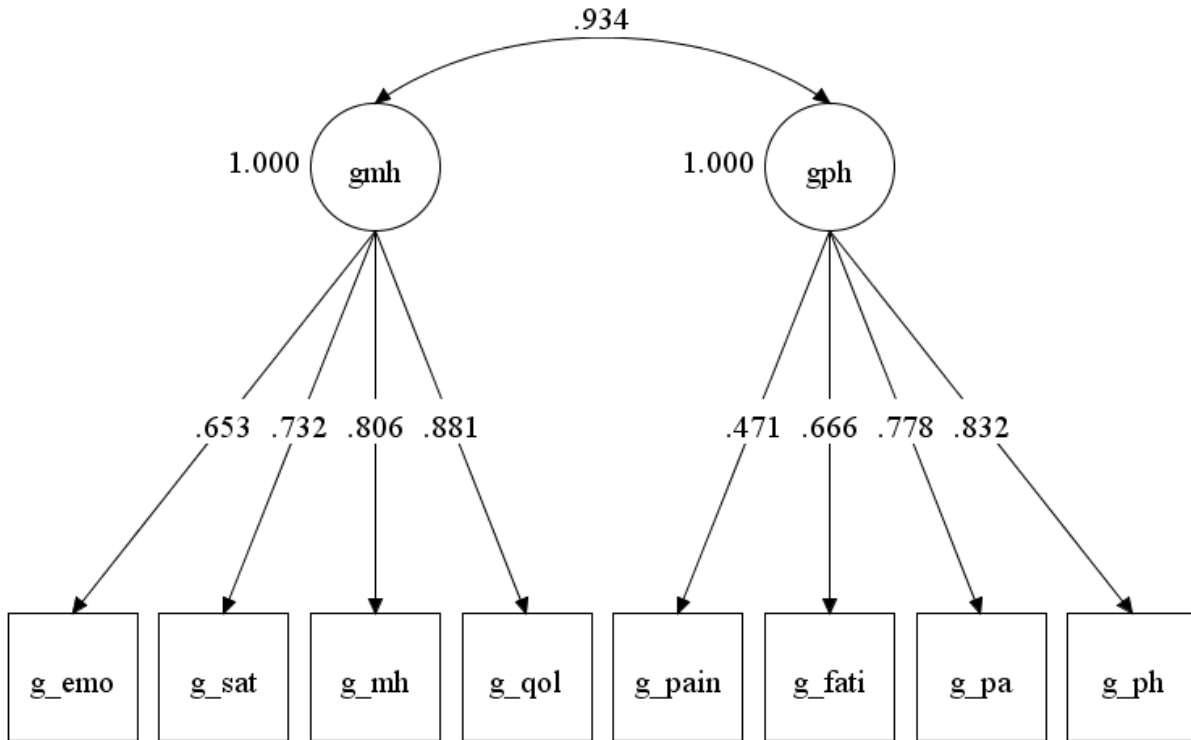 .934
1.000 gmh 1.000 gph
.653 .732 .806 .881 .471 .666 .778 .832
g_emo g_sat g_mh g_qol g_pain g_fati g_pa g_ph